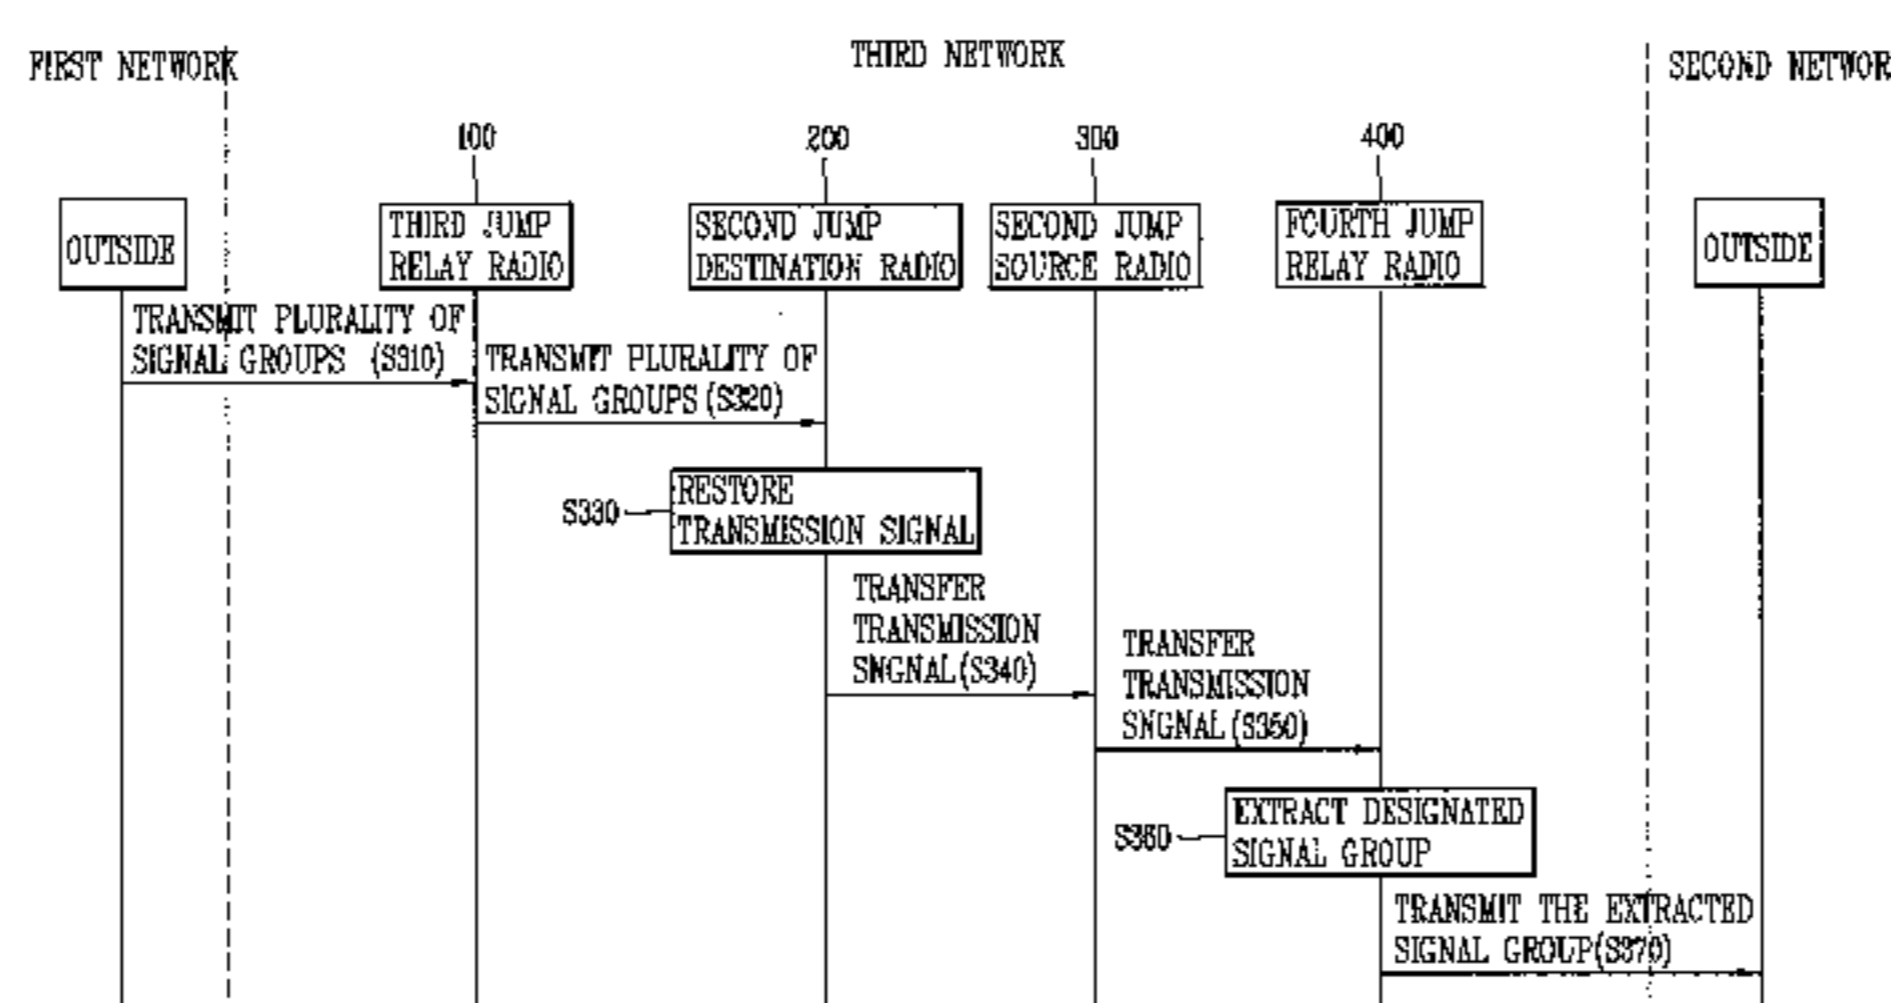 FIRST NETWORK
THIRD NETWORK
SECOND NETWOR
100
200
300
400
OUTSIDE
THIRD JUMP
RELAY RADIO
SECOND JUMP
DESTINATION RADIO
SECOND JUMP
SOURCE RADIO
FOURTH JUMP
RELAY RADIO
OUTSIDE
TRANSMIT PLURALITY OF
SIGNAL GROUPS (S310)
TRANSMIT PLURALITY OF
SIGNAL GROUPS(S320)
S330
RESTORE
TRANSMISSION SIGNAL
TRANSFER
TRANSMISSION
SNGNAL(S340)
TRANSFER
TRANSMISSION
SNGNAL(S350)
S360
EXTRACT DESIGNATED
SIGNAL GROUP
TRANSMIT THE EXTRACTED
SIGNAL GROUP(S370)